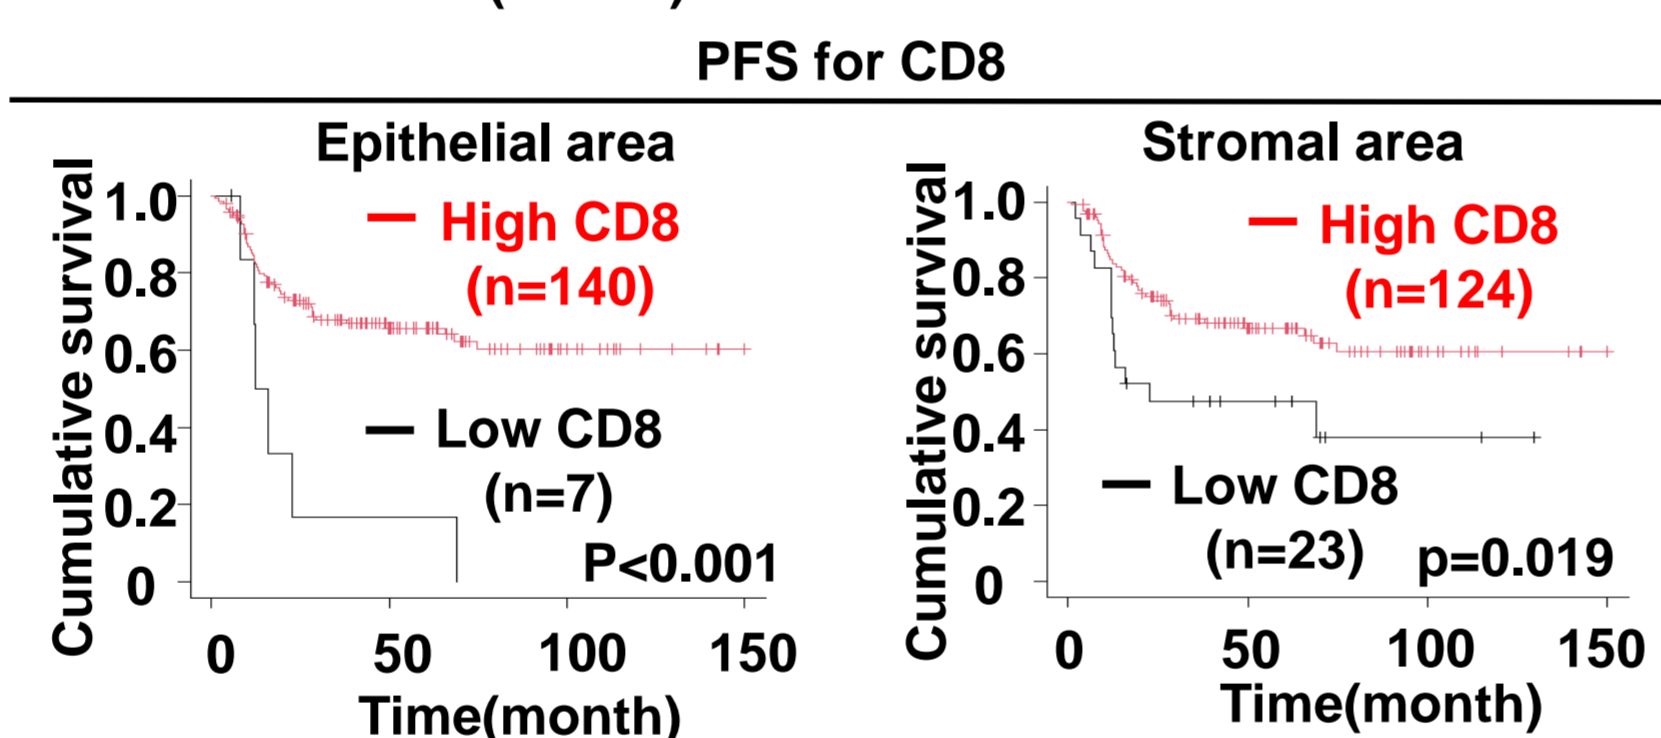 PFS for CD8
Epithelial area
Cumulative survival
1.0
0.8
0.6
0.4
0.2
0
High CD8
(n=140)
Low CD8
(n=7)
P<0.001
0 50 100 150
Time(month)
Stromal area
Cumulative survival
1.0
0.8
0.6
0.4
0.2
0
High CD8
(n=124)
Low CD8
(n=23) p=0.019
0 50 100 150
Time(month)